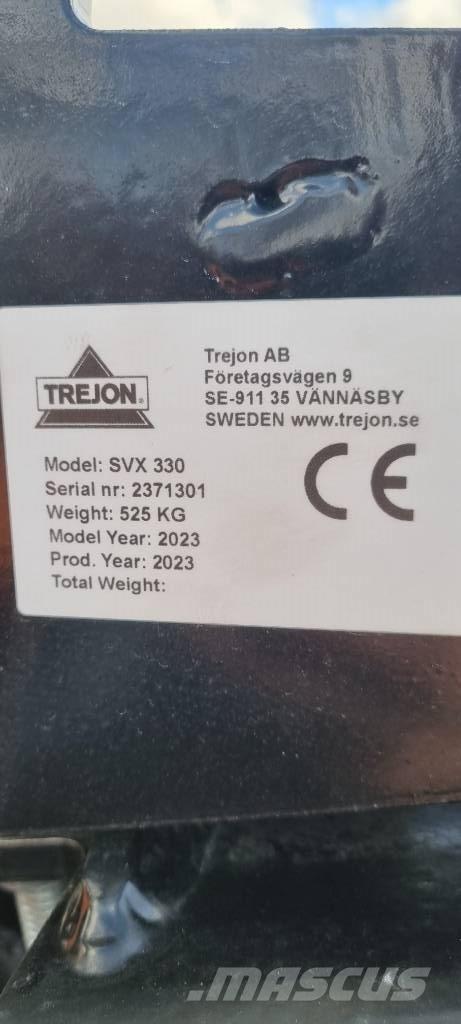 TREJON®
Trejon AB
Företagsvägen 9
SE-911 35 VÄNNÄSBY
SWEDEN www.trejon.se
Model: SVX 330
Serial nr: 2371301
Weight: 525 KG
Model Year: 2023
Prod. Year: 2023
Total Weight:
CE
MASCUS